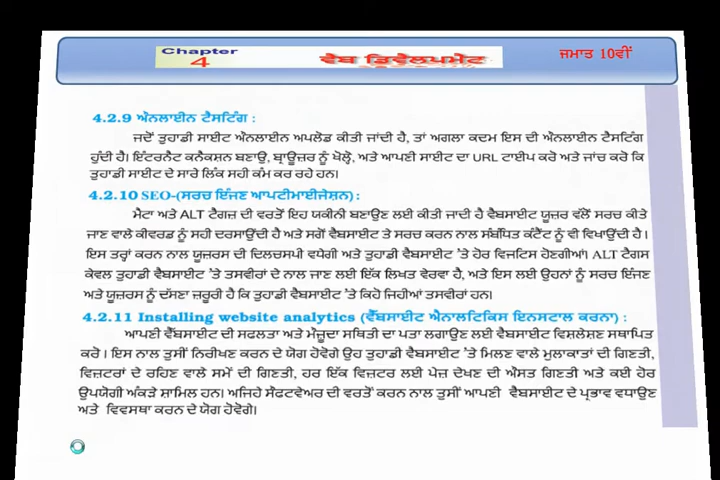 Chapter
4
ਵੈਬ ਡਿਵੈਲਪਮੇਂਟ
ਜਮਾਤ 10ਵੀਂ
4.2.9 ਔਨਲਾਈਨ ਟੈਸਟਿੰਗ :
ਜਦੋਂ ਤੁਹਾਡੀ ਸਾਈਟ ਔਨਲਾਈਨ ਅਪਲੋਡ ਕੀਤੀ ਜਾਂਦੀ ਹੈ, ਤਾਂ ਅਗਲਾ ਕਦਮ ਇਸ ਦੀ ਔਨਲਾਈਨ ਟੈਸਟਿੰਗ
ਹੁੰਦੀ ਹੈ। ਇੰਟਰਨੈਟ ਕਨੈਕਸ਼ਨ ਬਣਾਉ, ਬ੍ਰਾਊਜ਼ਰ ਨੂੰ ਖੋਲ੍ਹੋ, ਅਤੇ ਆਪਣੀ ਸਾਈਟ ਦਾ URL ਟਾਈਪ ਕਰੋ ਅਤੇ ਜਾਂਚ ਕਰੋ ਕਿ
ਤੁਹਾਡੀ ਸਾਈਟ ਦੇ ਸਾਰੇ ਲਿੰਕ ਸਹੀ ਕੰਮ ਕਰ ਰਹੇ ਹਨ।
4.2.10 SEO-(ਸਰਚ ਇੰਜਣ ਆਪਟੀਮਾਈਜੇਸ਼ਨ) :
ਮੈਟਾ ਅਤੇ ALT ਟੈਗਜ਼ ਦੀ ਵਰਤੋਂ ਇਹ ਯਕੀਨੀ ਬਣਾਉਣ ਲਈ ਕੀਤੀ ਜਾਦੀ ਹੈ ਵੈਬਸਾਈਟ ਯੂਜ਼ਰ ਵੱਲੋਂ ਸਰਚ ਕੀਤੇ
ਜਾਣ ਵਾਲੇ ਕੀਵਰਡ ਨੂੰ ਸਹੀ ਦਰਸਾਉਂਦੀ ਹੈ ਅਤੇ ਸਗੋਂ ਵੈਬਸਾਈਟ ਤੇ ਸਰਚ ਕਰਨ ਨਾਲ ਸੰਬੰਧਿਤ ਕੰਟੈਂਟ ਨੂੰ ਵੀ ਵਿਖਾਉਂਦੀ ਹੈ।
ਇਸ ਤਰ੍ਹਾਂ ਕਰਨ ਨਾਲ ਯੂਜ਼ਰਸ ਦੀ ਦਿਲਚਸਪੀ ਵਧੇਗੀ ਅਤੇ ਤੁਹਾਡੀ ਵੈਬਸਾਈਟ 'ਤੇ ਹੋਰ ਵਿਜਟਿਸ ਹੋਣਗੀਆਂ। ALT ਟੈਗਸ
ਕੇਵਲ ਤੁਹਾਡੀ ਵੈਬਸਾਈਟ 'ਤੇ ਤਸਵੀਰਾਂ ਦੇ ਨਾਲ ਜਾਣ ਲਈ ਇੱਕ ਲਿਖਤ ਵੇਰਵਾ ਹੈ, ਅਤੇ ਇਸ ਲਈ ਉਹਨਾਂ ਨੂੰ ਸਰਚ ਇੰਜਣ
ਅਤੇ ਯੂਜ਼ਰਸ ਨੂੰ ਦੱਸਣਾ ਜ਼ਰੂਰੀ ਹੈ ਕਿ ਤੁਹਾਡੀ ਵੈਬਸਾਈਟ 'ਤੇ ਕਿਹੋ ਜਿਹੀਆਂ ਤਸਵੀਰਾਂ ਹਨ।
4.2.11 Installing website analytics (ਵੈੱਬਸਾਈਟ ਐਨਾਲਟਿਕਿਸ ਇਨਸਟਾਲ ਕਰਨਾ) :
ਆਪਣੀ ਵੈੱਬਸਾਈਟ ਦੀ ਸਫਲਤਾ ਅਤੇ ਮੌਜੂਦਾ ਸਥਿਤੀ ਦਾ ਪਤਾ ਲਗਾਉਣ ਲਈ ਵੈਬਸਾਈਟ ਵਿਸ਼ਲੇਸ਼ਣ ਸਥਾਪਿਤ
ਕਰੋ। ਇਸ ਨਾਲ ਤੁਸੀਂ ਨਿਰੀਖਣ ਕਰਨ ਦੇ ਯੋਗ ਹੋਵੋਗੇ ਉਹ ਤੁਹਾਡੀ ਵੈਬਸਾਈਟ 'ਤੇ ਮਿਲਣ ਵਾਲੇ ਮੁਲਾਕਾਤਾਂ ਦੀ ਗਿਣਤੀ,
ਵਿਜ਼ਟਰਾਂ ਦੇ ਰਹਿਣ ਵਾਲੇ ਸਮੇਂ ਦੀ ਗਿਣਤੀ, ਹਰ ਇੱਕ ਵਿਜ਼ਟਰ ਲਈ ਪੇਜ਼ ਦੇਖਣ ਦੀ ਔਸਤ ਗਿਣਤੀ ਅਤੇ ਕਈ ਹੋਰ
ਉਪਯੋਗੀ ਅੰਕੜੇ ਸ਼ਾਮਿਲ ਹਨ। ਅਜਿਹੇ ਸੌਫਟਵੇਅਰ ਦੀ ਵਰਤੋਂ ਕਰਨ ਨਾਲ ਤੁਸੀਂ ਆਪਣੀ ਵੈਬਸਾਈਟ ਦੇ ਪ੍ਰਭਾਵ ਵਧਾਉਣ
ਅਤੇ ਵਿਵਸਥਾ ਕਰਨ ਦੇ ਯੋਗ ਹੋਵੋਗੇ।